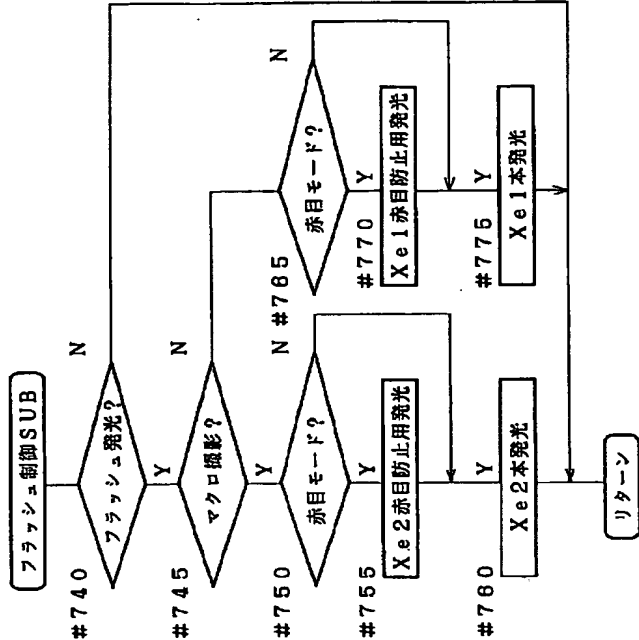 フラッシュ制御SUB
#740
フラッシュ発光?
N
Y
#745
マクロ撮影?
N
Y
#750
赤目モード?
N
Y
#755
Xe2赤目防止用発光
Y
#760
Xe2本発光
#765
赤目モード?
N
Y
#770
Xe1赤目防止用発光
Y
#775
Xe1本発光
リターン